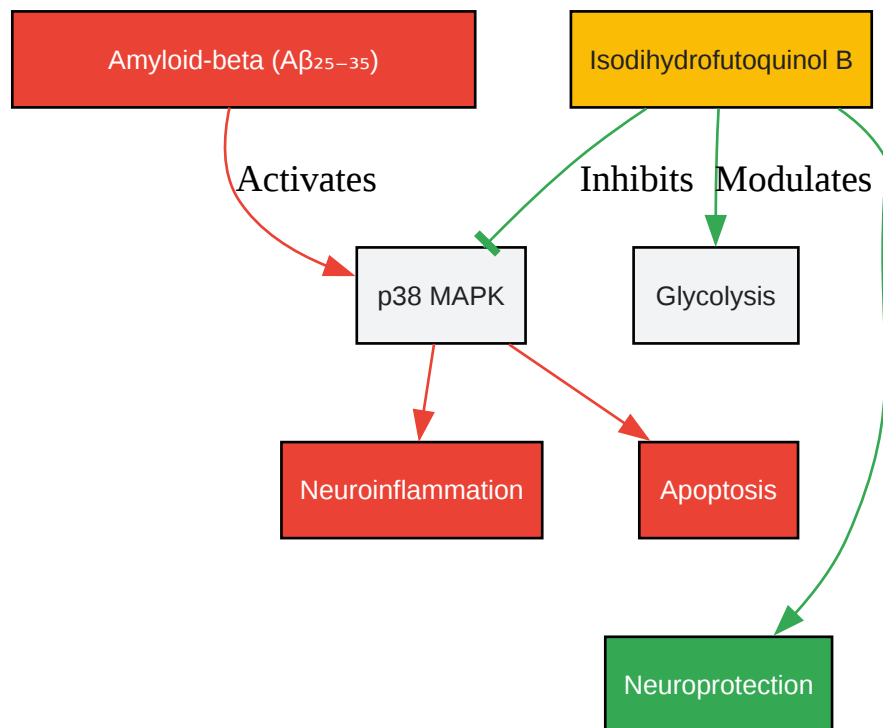 Amyloid-beta (Aβ₂₅₋₃₅)
Isodihydrofutoquinol B
Activates
Inhibits
Modulates
p38 MAPK
Glycolysis
Neuroinflammation
Apoptosis
Neuroprotection